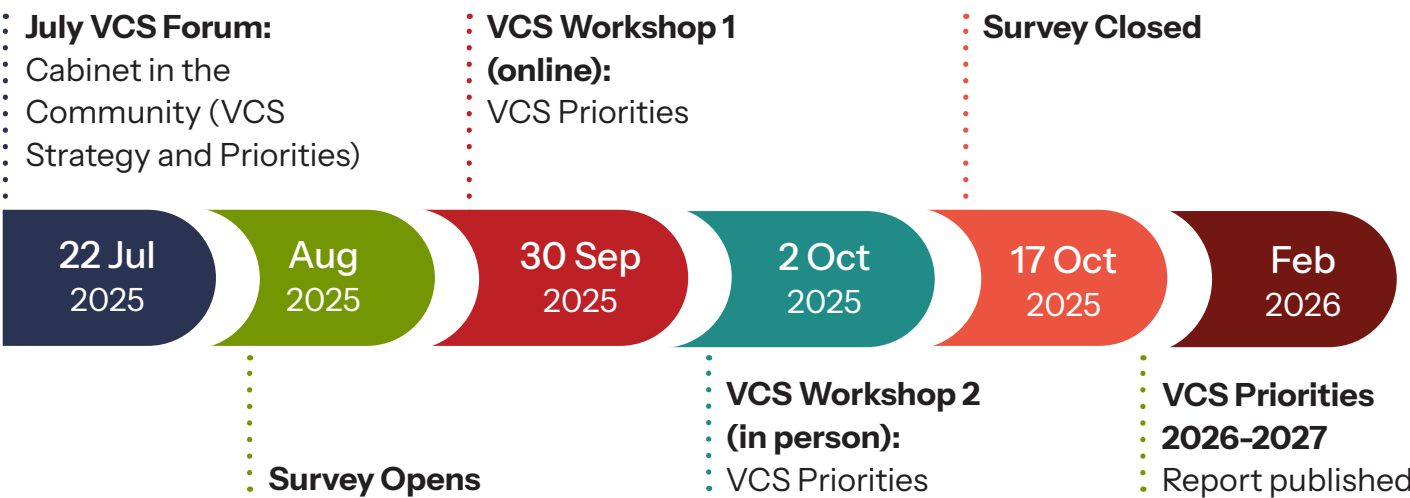 July VCS Forum:
Cabinet in the
Community (VCS
Strategy and Priorities)
VCS Workshop 1
(online):
VCS Priorities
Survey Closed
22 Jul
2025
Aug
2025
30 Sep
2025
2 Oct
2025
17 Oct
2025
Feb
2026
Survey Opens
VCS Workshop 2
(in person):
VCS Priorities
VCS Priorities
2026-2027
Report published